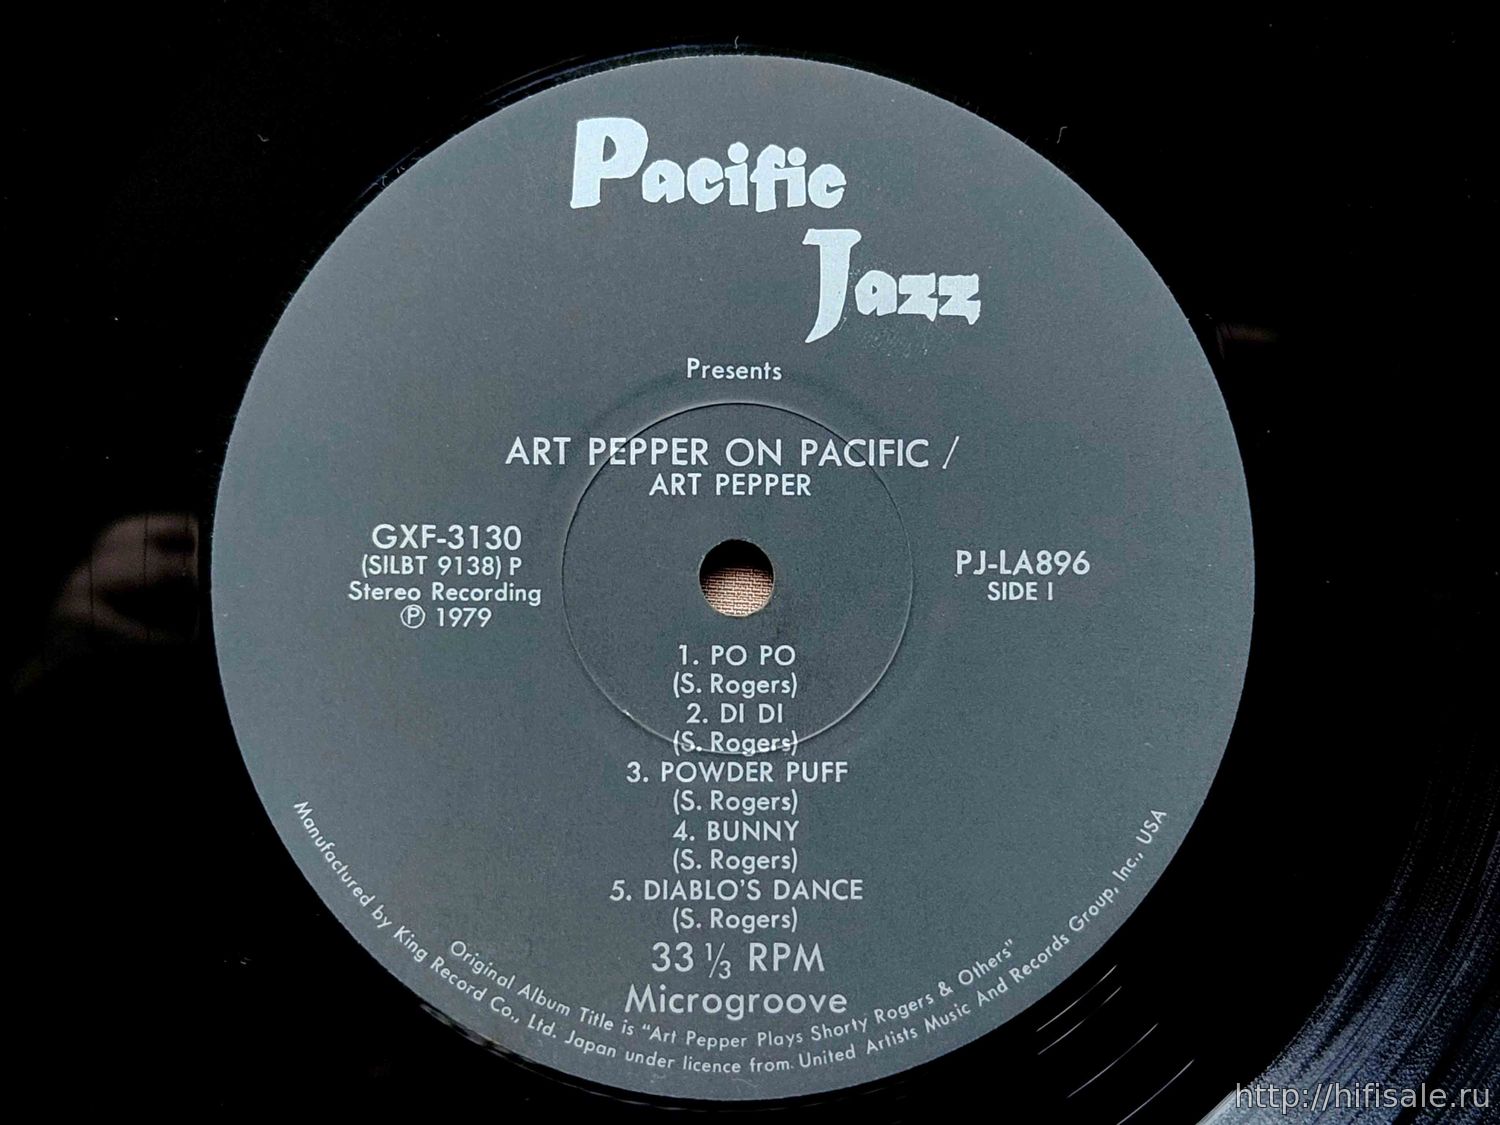 Pacific
Jazz
Presents
ART PEPPER ON PACIFIC /
ART PEPPER
GXF-3130
(SILBT 9138) P
Stereo Recording
Ⓟ 1979
PJ-LA896
SIDE I
1. PO PO
(S. Rogers)
2. DI DI
(S. Rogers)
3. POWDER PUFF
(S. Rogers)
4. BUNNY
(S. Rogers)
5. DIABLO'S DANCE
(S. Rogers)
33 ⅓ RPM
Microgroove
Original Album Title is "Art Pepper Plays Shorty Rogers & Others"
Manufactured by King Record Co., Ltd. Japan under licence from United Artists Music And Records Group, Inc., USA
http://hifisale.ru